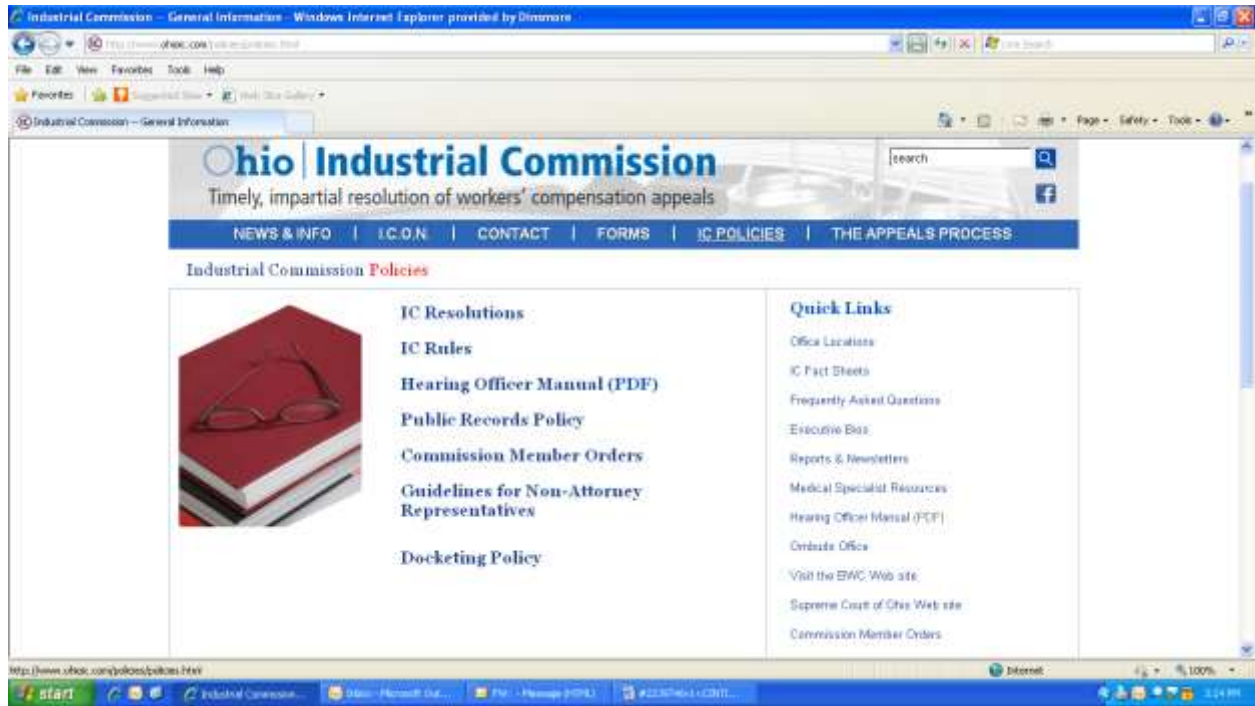 Industrial Commission -- General Information - Windows Internet Explorer provided by Dinsmore
ohioic.com
File Edit View Favorites Tools Help
Favorites
Industrial Commission -- General Information
Page Safety Tools
Ohio Industrial Commission
search
Timely, impartial resolution of workers' compensation appeals
NEWS & INFO | I.C.O.N. | CONTACT | FORMS | IC POLICIES | THE APPEALS PROCESS
Industrial Commission Policies
IC Resolutions
IC Rules
Hearing Officer Manual (PDF)
Public Records Policy
Commission Member Orders
Guidelines for Non-Attorney
Representatives
Docketing Policy
Quick Links
Office Locations
IC Fact Sheets
Frequently Asked Questions
Executive Bios
Reports & Newsletters
Medical Specialist Resources
Hearing Officer Manual (PDF)
Ombuds Office
Visit the BWC Web site
Supreme Court of Ohio Web site
Commission Member Orders
http://www.ohioic.com/policies/policies.html
Internet
100%
start
Industrial Commission...
3:24 PM